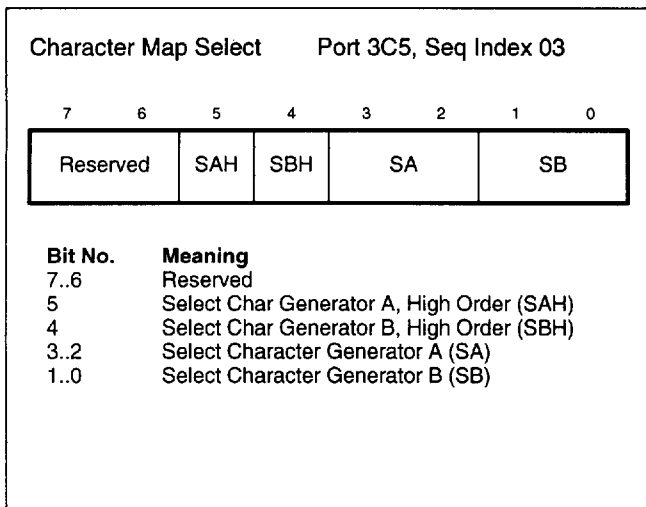 Character Map Select Port 3C5, Seq Index 03
7 6 5 4 3 2 1 0
Reserved SAH SBH SA SB
Bit No. Meaning
7..6 Reserved
5 Select Char Generator A, High Order (SAH)
4 Select Char Generator B, High Order (SBH)
3..2 Select Character Generator A (SA)
1..0 Select Character Generator B (SB)